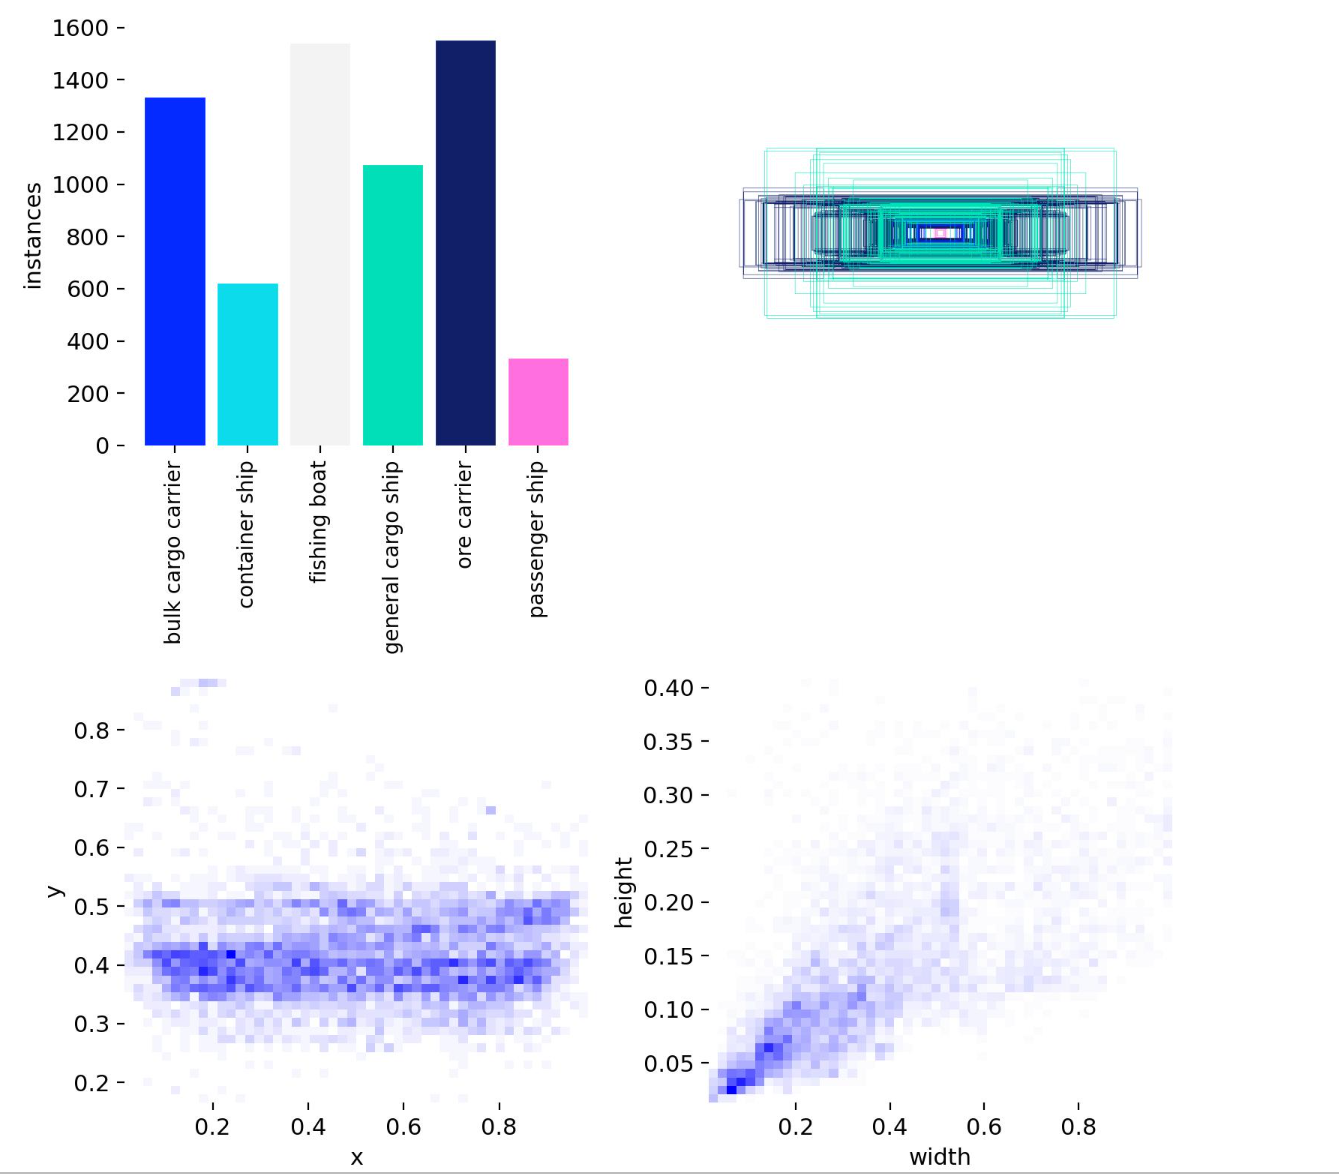 1600
1400
1200
1000
800
600
400
200
0
instances
bulk cargo carrier
container ship
fishing boat
general cargo ship
ore carrier
passenger ship
0.8
0.7
0.6
0.5
0.4
0.3
0.2
y
0.2 0.4 0.6 0.8
x
0.40
0.35
0.30
0.25
0.20
0.15
0.10
0.05
height
0.2 0.4 0.6 0.8
width